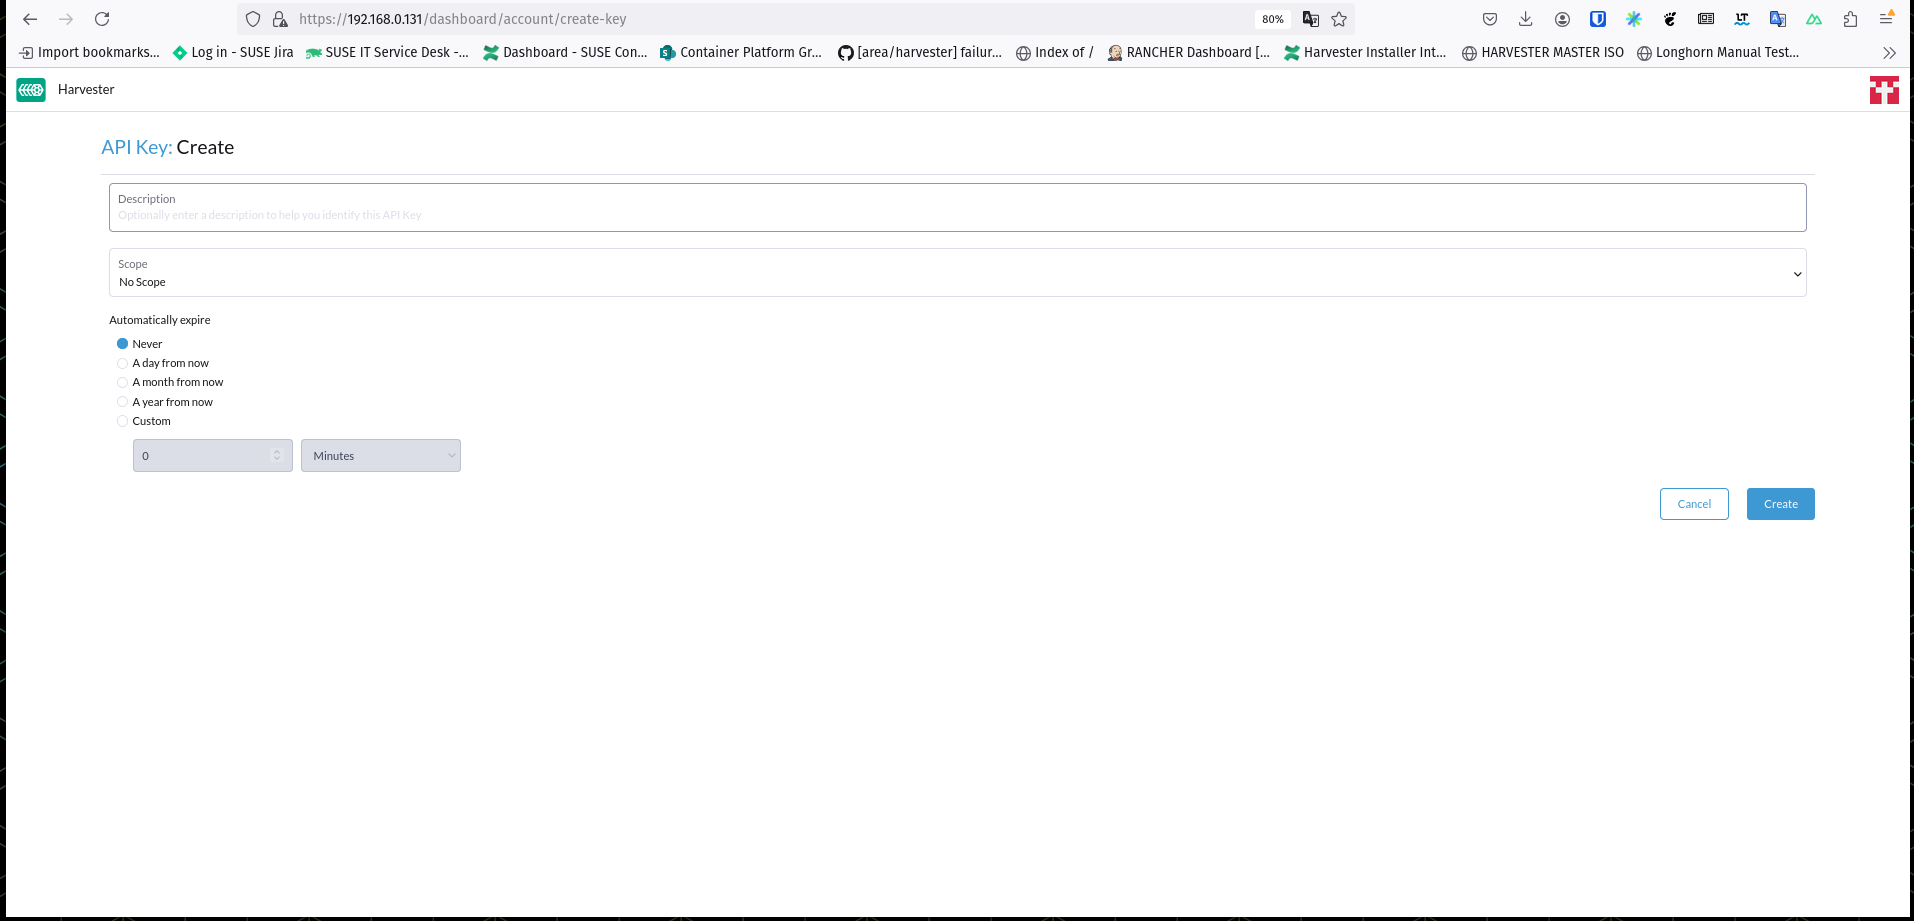 https://192.168.0.131/dashboard/account/create-key 80%
Import bookmarks... Log in - SUSE Jira SUSE IT Service Desk -... Dashboard - SUSE Con... Container Platform Gr... [area/harvester] failur... Index of / RANCHER Dashboard [... Harvester Installer Int... HARVESTER MASTER ISO Longhorn Manual Test...
Harvester
API Key: Create
Description
Optionally enter a description to help you identify this API Key
Scope
No Scope
Automatically expire
Never
A day from now
A month from now
A year from now
Custom
0 Minutes
Cancel Create